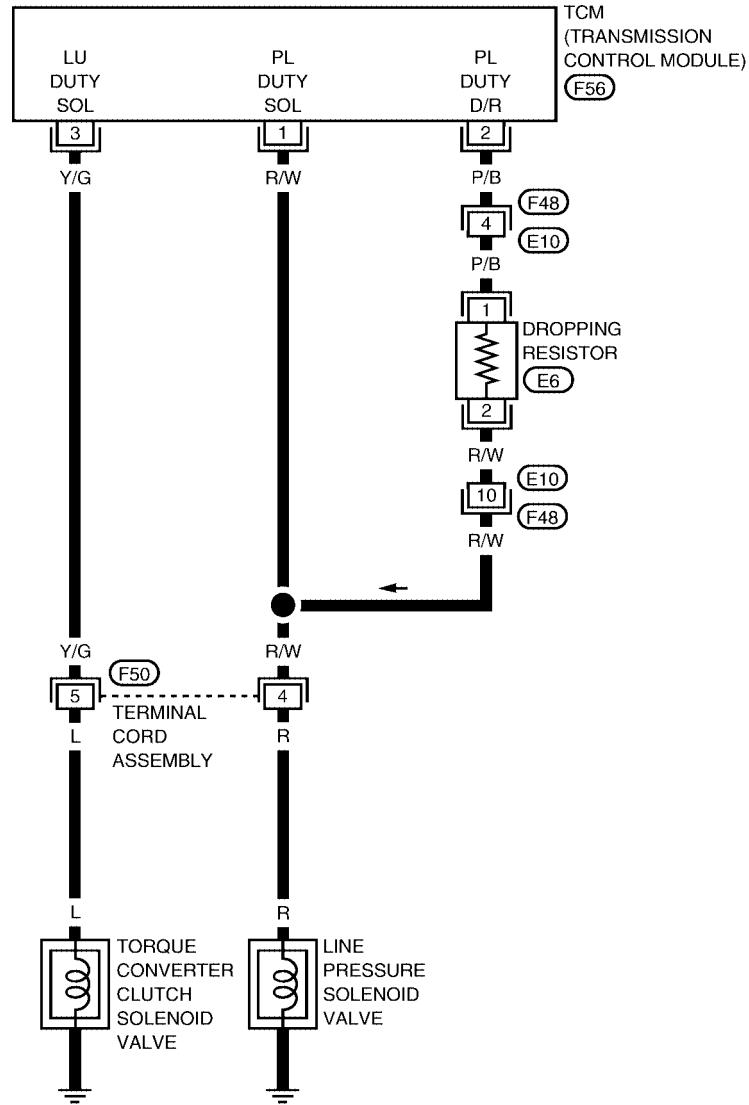 TCM
(TRANSMISSION
CONTROL MODULE)
F56
LU
DUTY
SOL
PL
DUTY
SOL
PL
DUTY
D/R
3
1
2
Y/G
R/W
P/B
F48
4
E10
P/B
1
DROPPING
RESISTOR
E6
2
R/W
E10
10
F48
R/W
Y/G
R/W
F50
5
4
TERMINAL
CORD
ASSEMBLY
L
R
L
R
TORQUE
CONVERTER
CLUTCH
SOLENOID
VALVE
LINE
PRESSURE
SOLENOID
VALVE